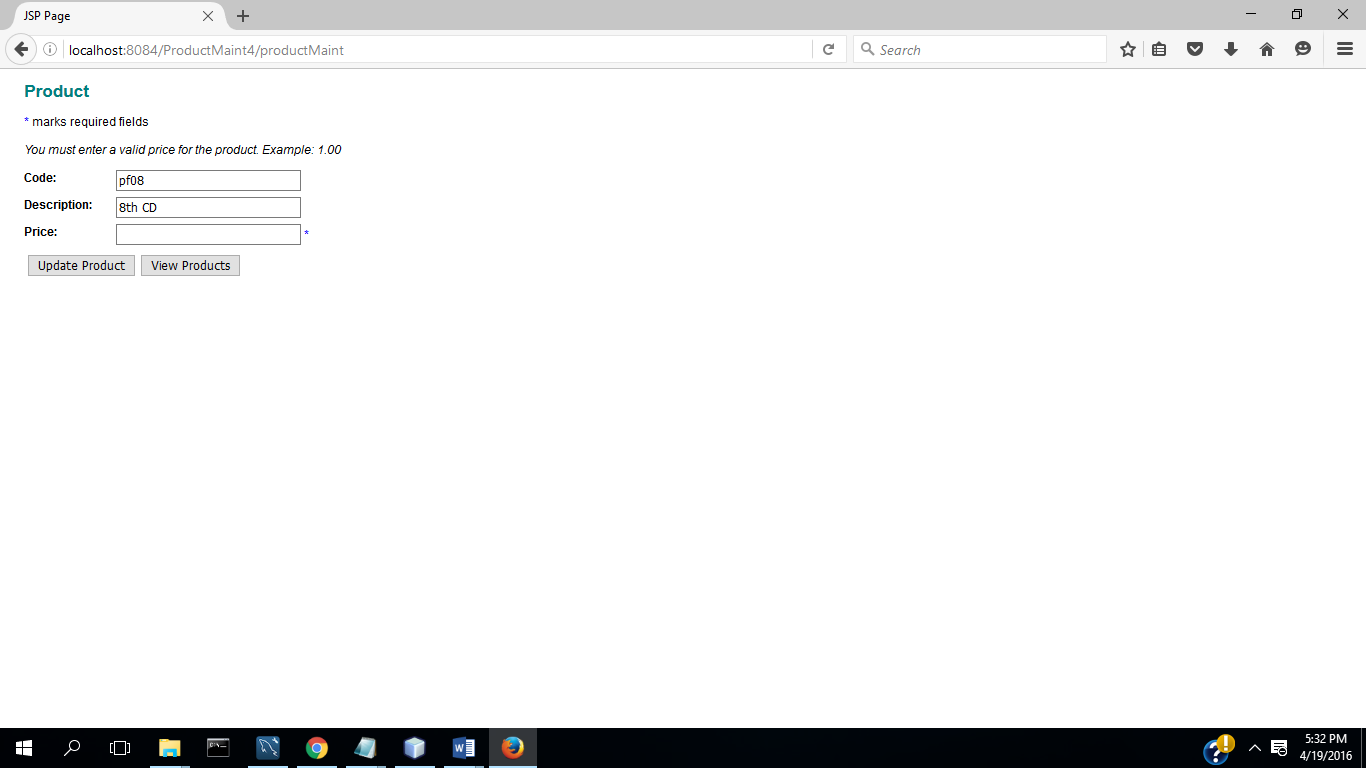 JSP Page
localhost:8084/ProductMaint4/productMaint
Search
Product
* marks required fields
You must enter a valid price for the product. Example: 1.00
Code: pf08
Description: 8th CD
Price: *
Update Product View Products
5:32 PM
4/19/2016